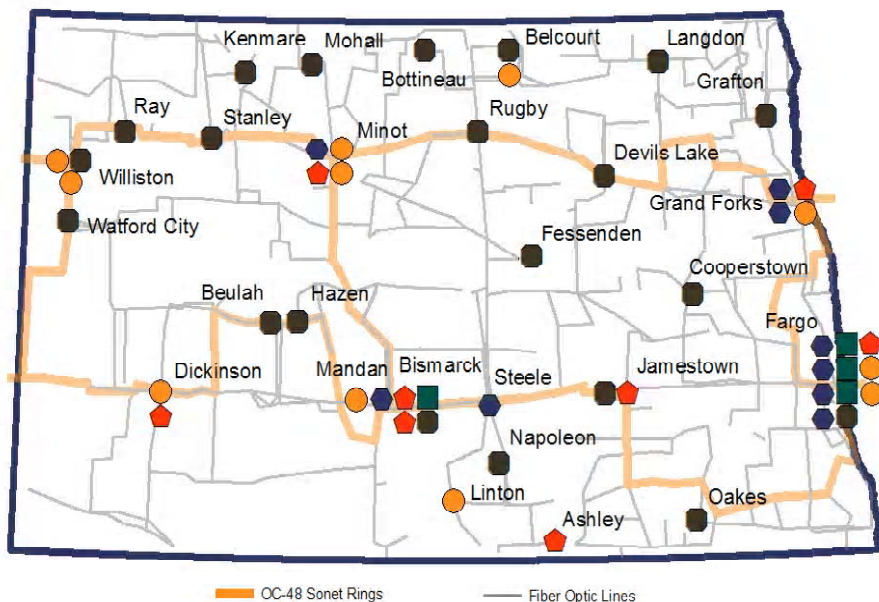 Kenmare
Mohall
Bottineau
Belcourt
Langdon
Grafton
Ray
Stanley
Minot
Rugby
Devils Lake
Williston
Grand Forks
Watford City
Fessenden
Cooperstown
Beulah
Hazen
Fargo
Dickinson
Mandan
Bismarck
Steele
Jamestown
Napoleon
Linton
Oakes
Ashley
OC-48 Sonet Rings
Fiber Optic Lines